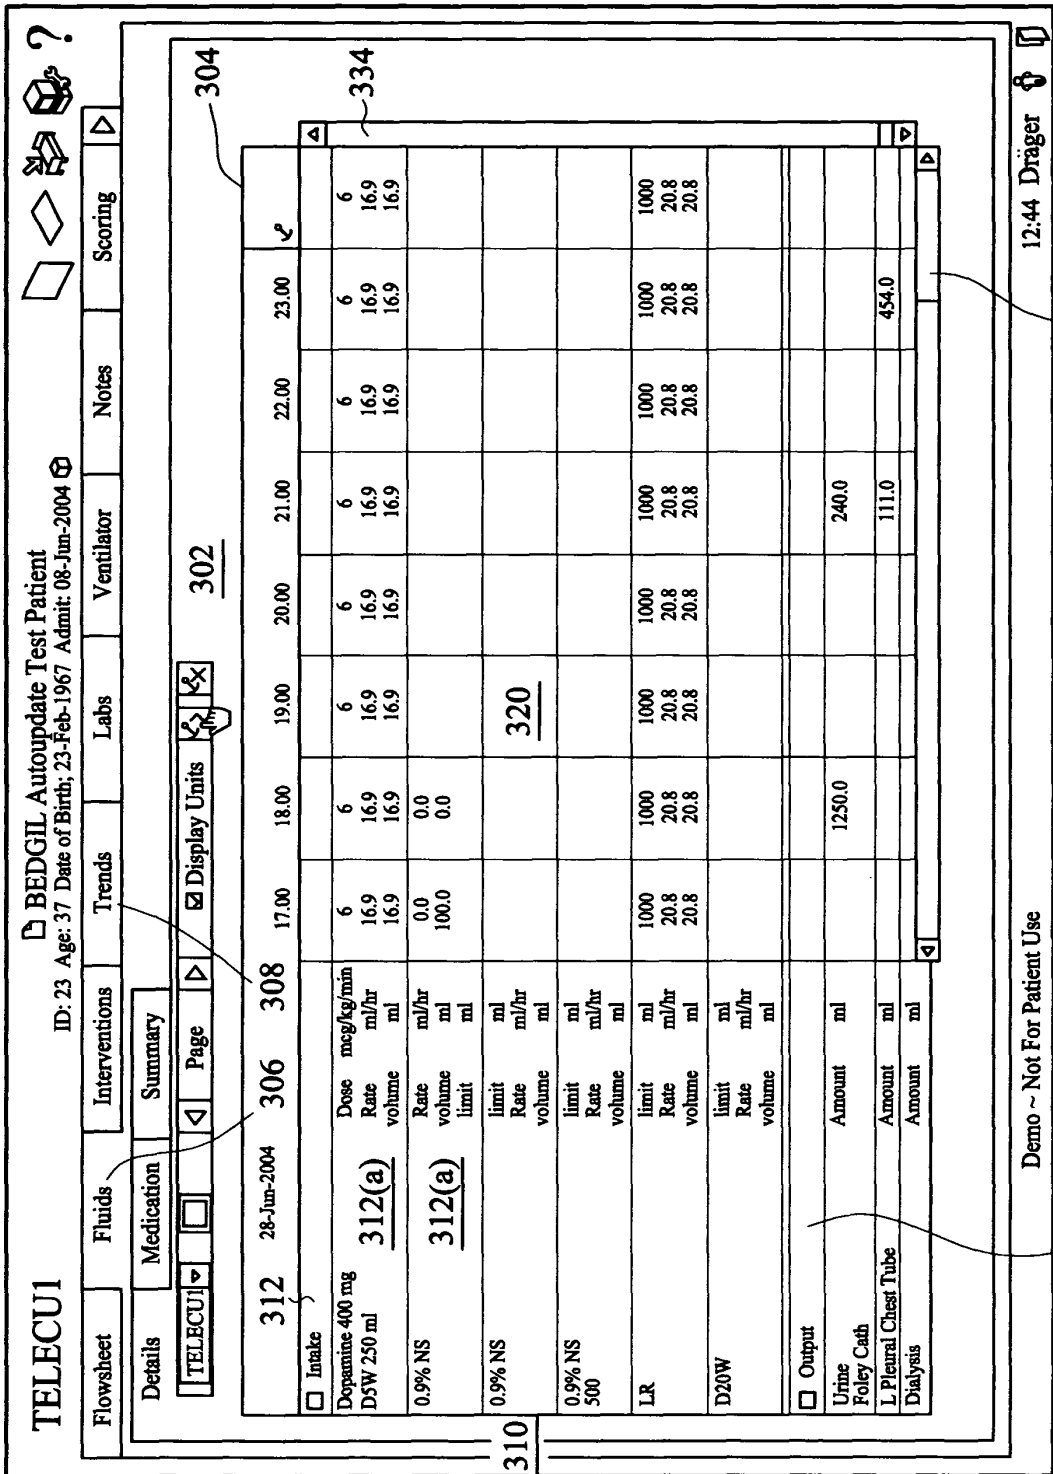 TELECU1
BEDGIL Autoupdate Test Patient
ID: 23 Age: 37 Date of Birth; 23-Feb-1967 Admit: 08-Jun-2004
?
Flowsheet Fluids Interventions Trends Labs Ventilator Notes Scoring
Details Medication Summary
TELECU1 Page Display Units
302
304
306
308
312 28-Jun-2004 17.00 18.00 19.00 20.00 21.00 22.00 23.00
Intake
334
Dopamine 400 mg Dose mcg/kg/min 6 6 6 6 6 6 6 6
D5W 250 ml 312(a) Rate ml/hr 16.9 16.9 16.9 16.9 16.9 16.9 16.9 16.9
volume ml 16.9 16.9 16.9 16.9 16.9 16.9 16.9 16.9
0.9% NS 312(a) Rate ml/hr 0.0 0.0
volume ml 100.0 0.0
limit ml
0.9% NS limit ml
Rate ml/hr
volume ml
320
310
0.9% NS limit ml
500 Rate ml/hr
volume ml
LR limit ml 1000 1000 1000 1000 1000 1000 1000 1000
Rate ml/hr 20.8 20.8 20.8 20.8 20.8 20.8 20.8 20.8
volume ml 20.8 20.8 20.8 20.8 20.8 20.8 20.8 20.8
D20W limit ml
Rate ml/hr
volume ml
Output
Urine
Foley Cath Amount ml 1250.0 240.0
L Pleural Chest Tube Amount ml 111.0 454.0
Dialysis Amount ml
Demo ~ Not For Patient Use 12:44 Dräger